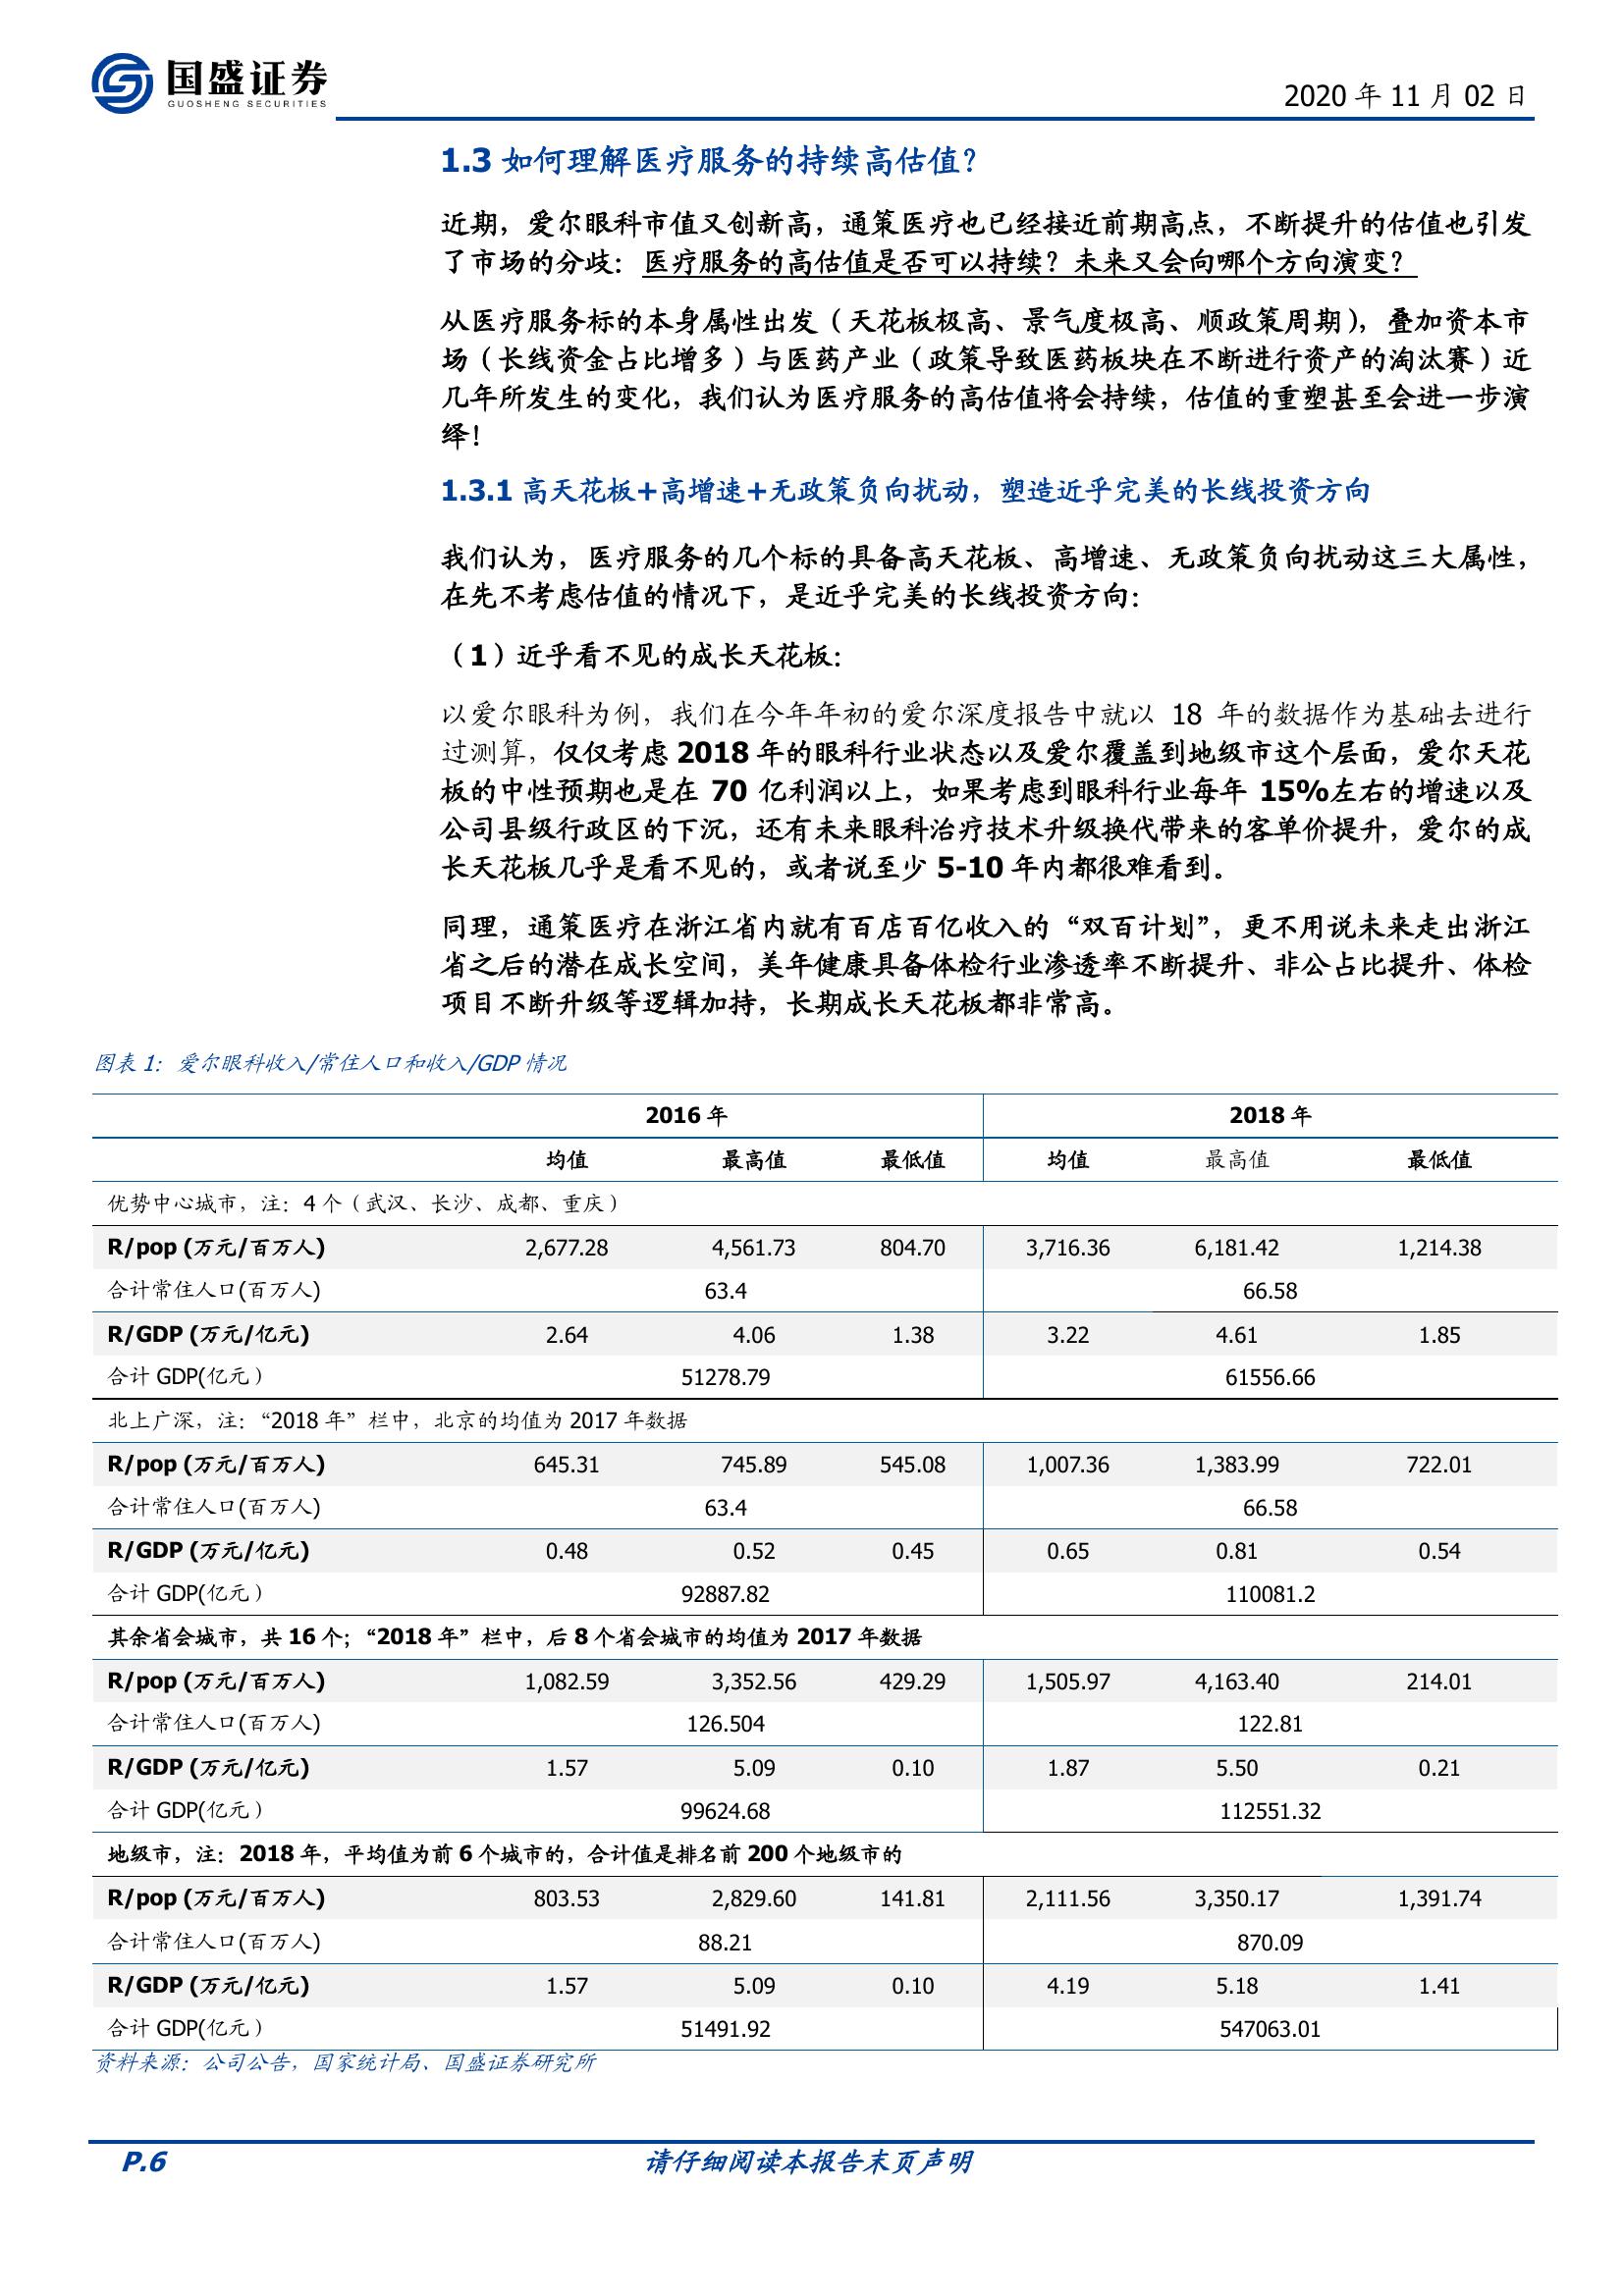 国盛证券
GUOSHENG SECURITIES
2020 年 11 月 02 日
1.3 如何理解医疗服务的持续高估值？
近期，爱尔眼科市值又创新高，通策医疗也已经接近前期高点，不断提升的估值也引发
了市场的分歧：医疗服务的高估值是否可以持续？未来又会向哪个方向演变？
从医疗服务标的本身属性出发（天花板极高、景气度极高、顺政策周期），叠加资本市
场（长线资金占比增多）与医药产业（政策导致医药板块在不断进行资产的淘汰赛）近
几年所发生的变化，我们认为医疗服务的高估值将会持续，估值的重塑甚至会进一步演
绎！
1.3.1 高天花板+高增速+无政策负向扰动，塑造近乎完美的长线投资方向
我们认为，医疗服务的几个标的具备高天花板、高增速、无政策负向扰动这三大属性，
在先不考虑估值的情况下，是近乎完美的长线投资方向：
（1）近乎看不见的成长天花板：
以爱尔眼科为例，我们在今年年初的爱尔深度报告中就以 18 年的数据作为基础去进行
过测算，仅仅考虑 2018 年的眼科行业状态以及爱尔覆盖到地级市这个层面，爱尔天花
板的中性预期也是在 70 亿利润以上，如果考虑到眼科行业每年 15%左右的增速以及
公司县级行政区的下沉，还有未来眼科治疗技术升级换代带来的客单价提升，爱尔的成
长天花板几乎是看不见的，或者说至少 5-10 年内都很难看到。
同理，通策医疗在浙江省内就有百店百亿收入的“双百计划”，更不用说未来走出浙江
省之后的潜在成长空间，美年健康具备体检行业渗透率不断提升、非公占比提升、体检
项目不断升级等逻辑加持，长期成长天花板都非常高。
图表 1：爱尔眼科收入/常住人口和收入/GDP 情况
2016 年 2018 年
均值 最高值 最低值 均值 最高值 最低值
优势中心城市，注：4 个（武汉、长沙、成都、重庆）
R/pop (万元/百万人) 2,677.28 4,561.73 804.70 3,716.36 6,181.42 1,214.38
合计常住人口(百万人) 63.4 66.58
R/GDP (万元/亿元) 2.64 4.06 1.38 3.22 4.61 1.85
合计 GDP(亿元） 51278.79 61556.66
北上广深，注：“2018 年”栏中，北京的均值为 2017 年数据
R/pop (万元/百万人) 645.31 745.89 545.08 1,007.36 1,383.99 722.01
合计常住人口(百万人) 63.4 66.58
R/GDP (万元/亿元) 0.48 0.52 0.45 0.65 0.81 0.54
合计 GDP(亿元） 92887.82 110081.2
其余省会城市，共 16 个；“2018 年”栏中，后 8 个省会城市的均值为 2017 年数据
R/pop (万元/百万人) 1,082.59 3,352.56 429.29 1,505.97 4,163.40 214.01
合计常住人口(百万人) 126.504 122.81
R/GDP (万元/亿元) 1.57 5.09 0.10 1.87 5.50 0.21
合计 GDP(亿元） 99624.68 112551.32
地级市，注：2018 年，平均值为前 6 个城市的，合计值是排名前 200 个地级市的
R/pop (万元/百万人) 803.53 2,829.60 141.81 2,111.56 3,350.17 1,391.74
合计常住人口(百万人) 88.21 870.09
R/GDP (万元/亿元) 1.57 5.09 0.10 4.19 5.18 1.41
合计 GDP(亿元） 51491.92 547063.01
资料来源：公司公告，国家统计局、国盛证券研究所
P.6 请仔细阅读本报告末页声明